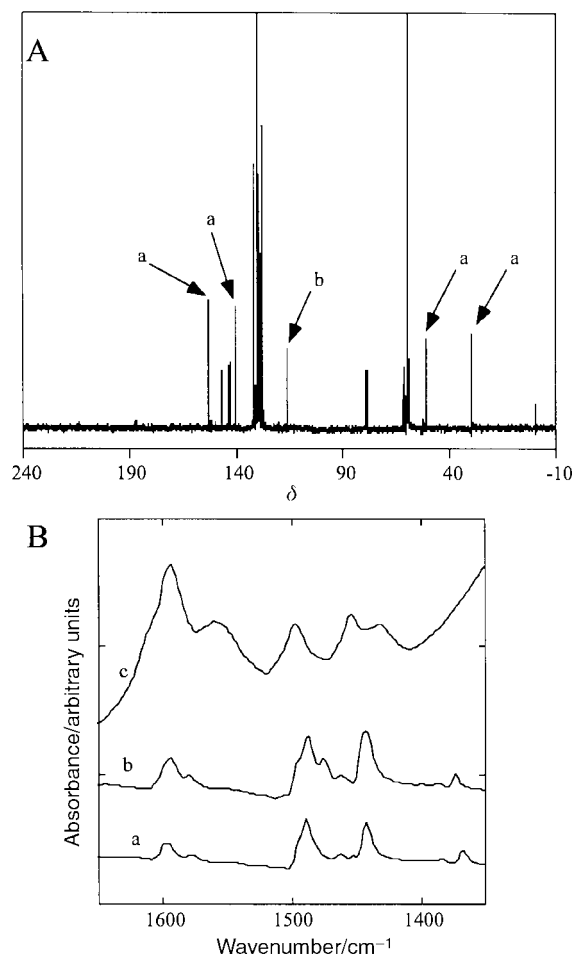 A
a
a
b
a
a
240
190
140
90
40
-10
δ
B
Absorbance/arbitrary units
c
b
a
1600
1500
1400
Wavenumber/cm⁻¹